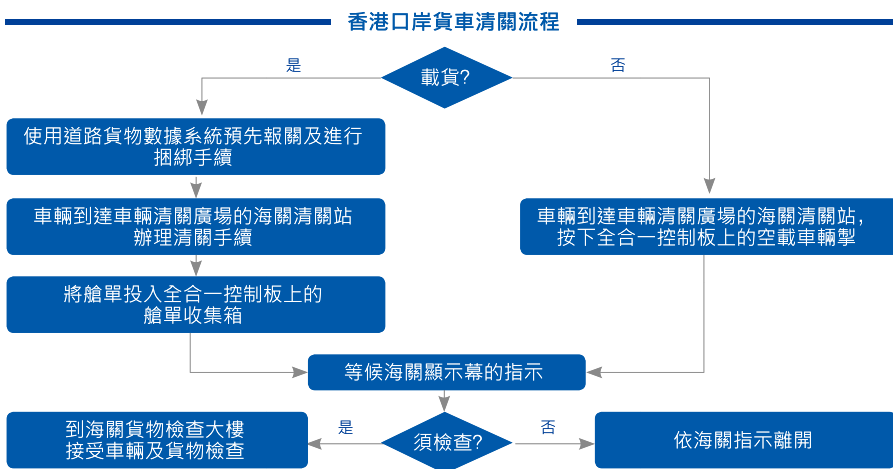 香港口岸貨車清關流程
載貨?
是
否
使用道路貨物數據系統預先報關及進行
捆綁手續
車輛到達車輛清關廣場的海關清關站
辦理清關手續
將艙單投入全合一控制板上的
艙單收集箱
車輛到達車輛清關廣場的海關清關站，
按下全合一控制板上的空載車輛掣
等候海關顯示幕的指示
須檢查?
是
否
到海關貨物檢查大樓
接受車輛及貨物檢查
依海關指示離開